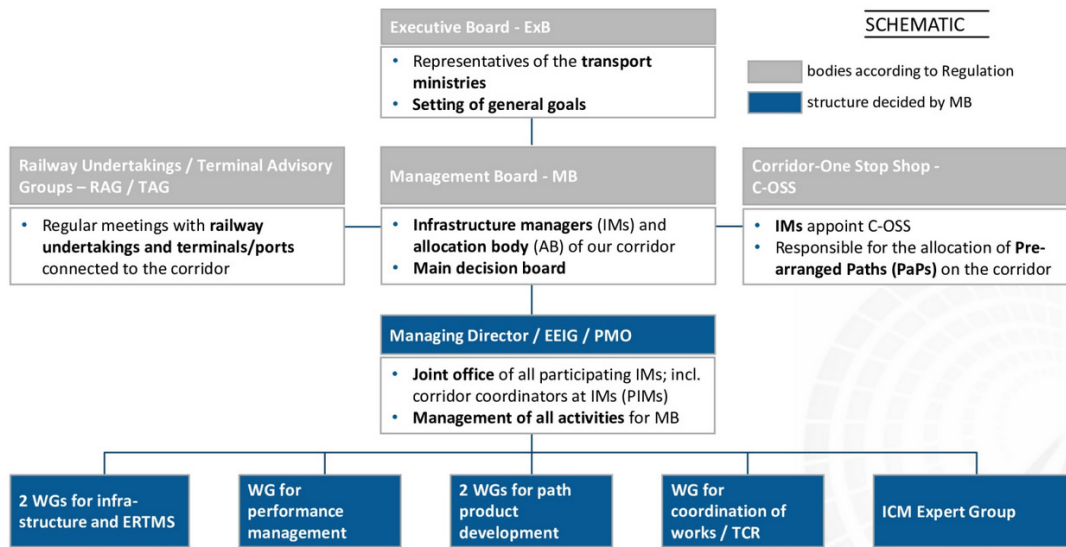 Executive Board - ExB
• Representatives of the transport
ministries
• Setting of general goals
SCHEMATIC
bodies according to Regulation
structure decided by MB
Railway Undertakings / Terminal Advisory
Groups – RAG / TAG
• Regular meetings with railway
undertakings and terminals/ports
connected to the corridor
Management Board - MB
• Infrastructure managers (IMs) and
allocation body (AB) of our corridor
• Main decision board
Corridor-One Stop Shop -
C-OSS
• IMs appoint C-OSS
• Responsible for the allocation of Pre-
arranged Paths (PaPs) on the corridor
Managing Director / EEIG / PMO
• Joint office of all participating IMs; incl.
corridor coordinators at IMs (PIMs)
• Management of all activities for MB
2 WGs for infra-
structure and ERTMS
WG for
performance
management
2 WGs for path
product
development
WG for
coordination of
works / TCR
ICM Expert Group